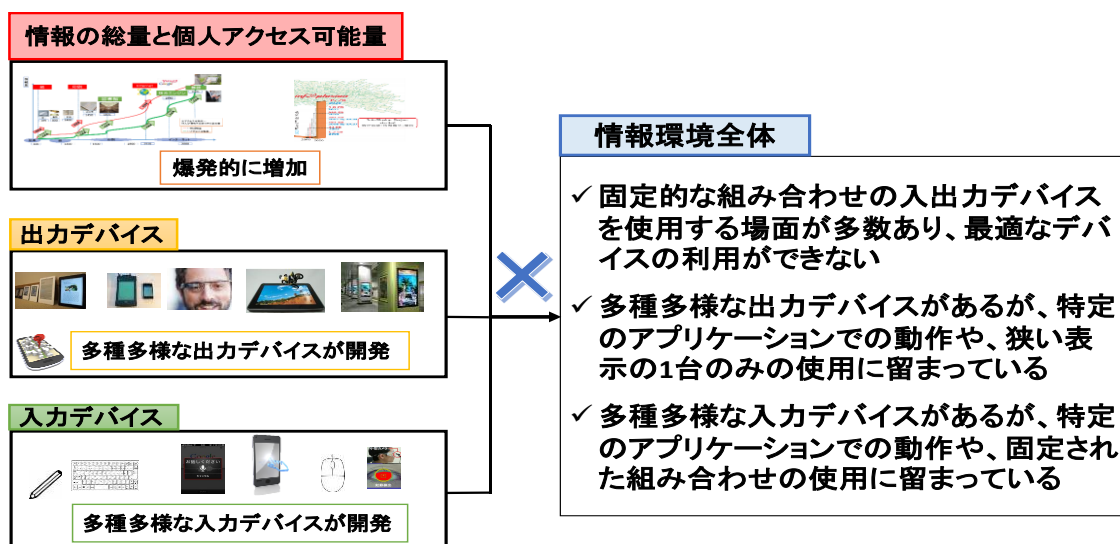 情報の総量と個人アクセス可能量
爆発的に増加
出力デバイス
多種多様な出力デバイスが開発
入力デバイス
多種多様な入力デバイスが開発
情報環境全体
✓ 固定的な組み合わせの入出力デバイス
を使用する場面が多数あり、最適なデバ
イスの利用ができない
✓ 多種多様な出力デバイスがあるが、特定
のアプリケーションでの動作や、狭い表
示の1台のみの使用に留まっている
✓ 多種多様な入力デバイスがあるが、特定
のアプリケーションでの動作や、固定され
た組み合わせの使用に留まっている